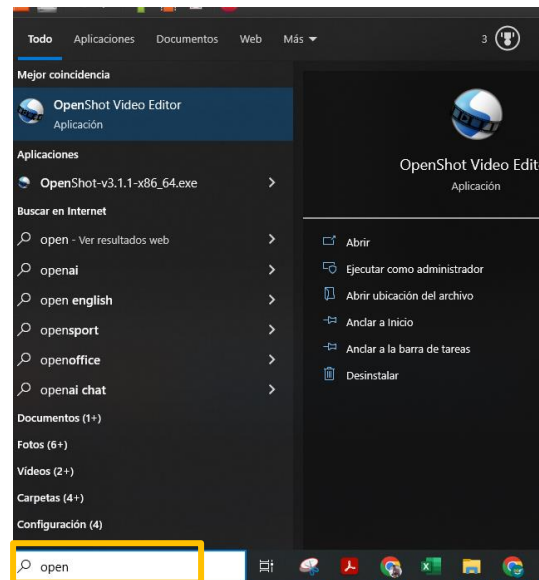 Todo Aplicaciones Documentos Web Más 3
Mejor coincidencia
OpenShot Video Editor
Aplicación
Aplicaciones
OpenShot-v3.1.1-x86_64.exe
Buscar en Internet
open - Ver resultados web
openai
open english
opensport
openoffice
openai chat
Documentos (1+)
Fotos (6+)
Vídeos (2+)
Carpetas (4+)
Configuración (4)
open
OpenShot Video Edit
Aplicación
Abrir
Ejecutar como administrador
Abrir ubicación del archivo
Anclar a Inicio
Anclar a la barra de tareas
Desinstalar